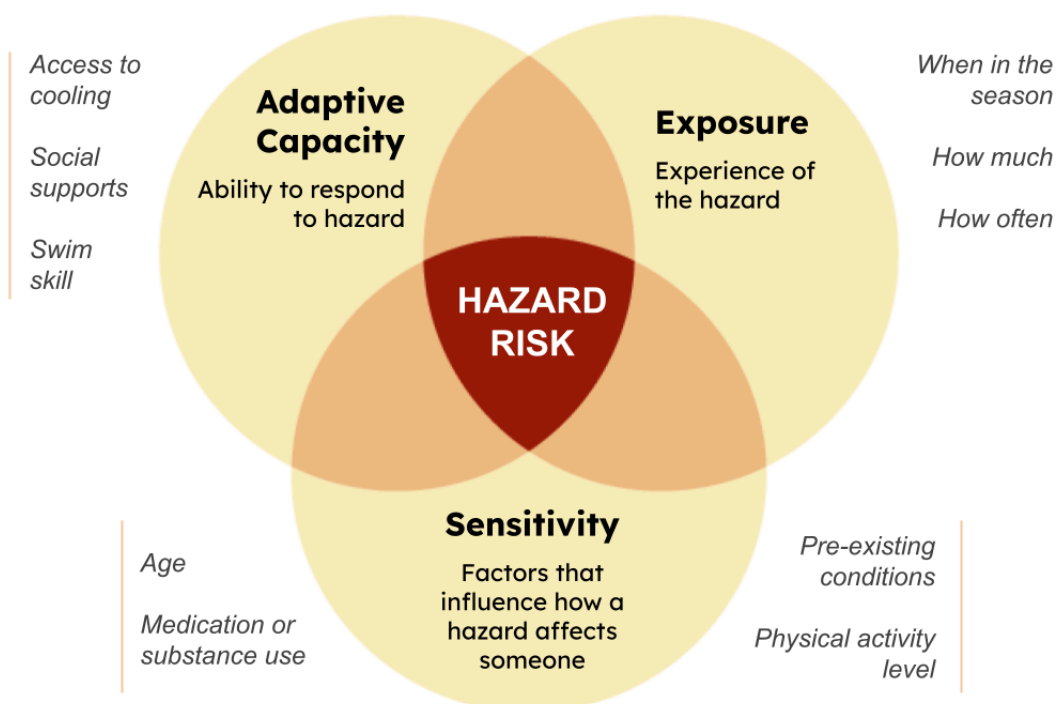 Access to
cooling
Social
supports
Swim
skill
Adaptive
Capacity
Ability to respond
to hazard
Exposure
Experience of
the hazard
When in the
season
How much
How often
HAZARD
RISK
Sensitivity
Factors that
influence how a
hazard affects
someone
Age
Medication or
substance use
Pre-existing
conditions
Physical activity
level